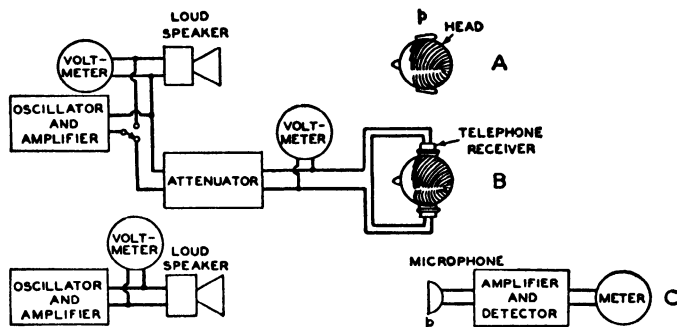 LOUD
SPEAKER
VOLT-
METER
OSCILLATOR
AND
AMPLIFIER
p
HEAD
A
VOLT-
METER
ATTENUATOR
TELEPHONE
RECEIVER
B
VOLT-
METER
LOUD
SPEAKER
OSCILLATOR
AND
AMPLIFIER
MICROPHONE
p
AMPLIFIER
AND
DETECTOR
METER
C